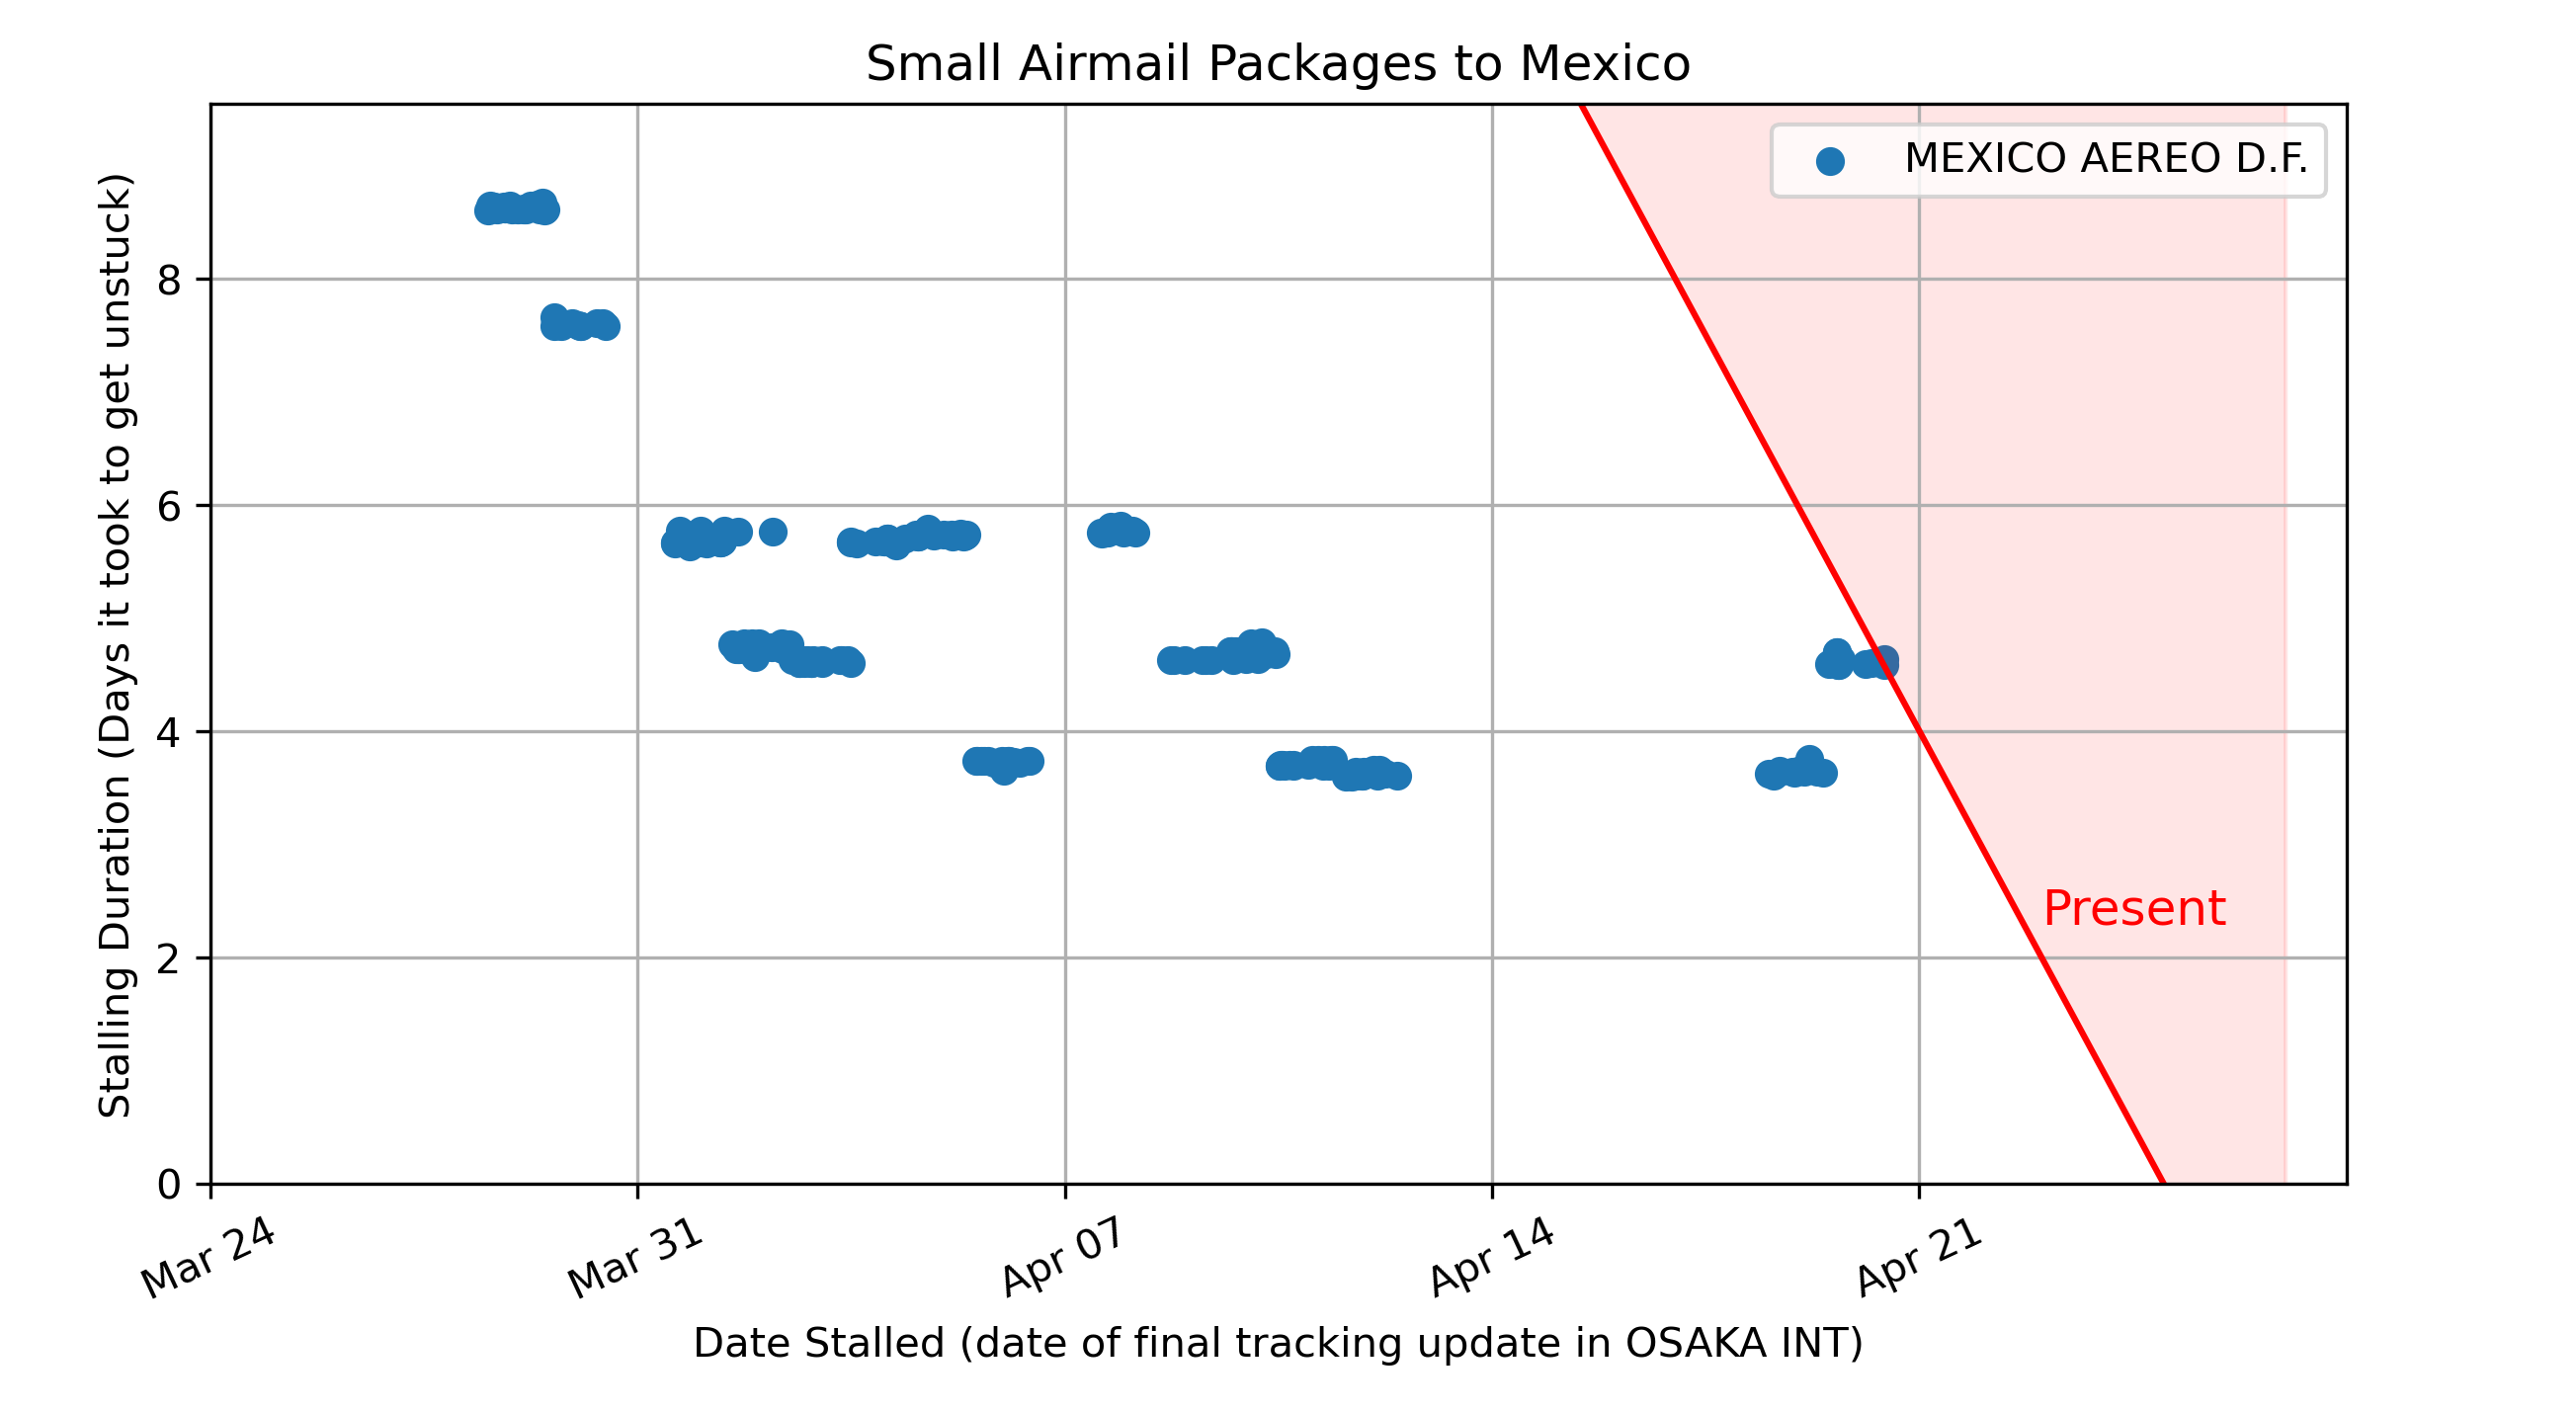 Small Airmail Packages to Mexico
MEXICO AEREO D.F.
Stalling Duration (Days it took to get unstuck)
8
6
4
2
0
Present
Mar 24
Mar 31
Apr 07
Apr 14
Apr 21
Date Stalled (date of final tracking update in OSAKA INT)